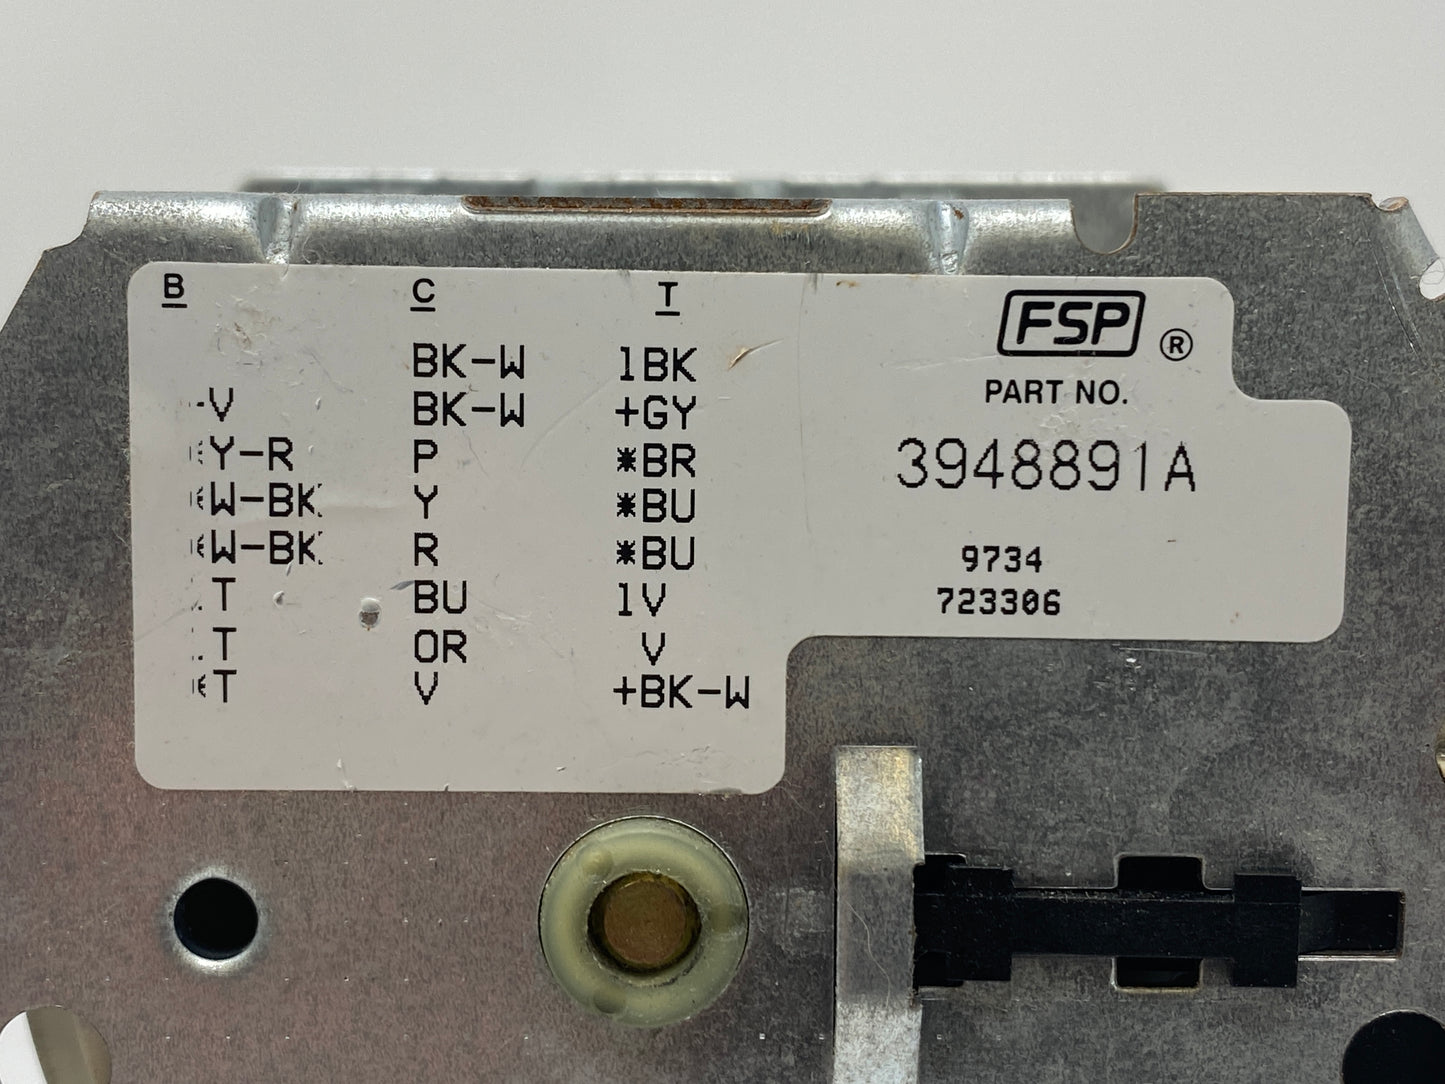 B C T
BK-W 1BK
-V BK-W +GY
Y-R P *BR
W-BK Y *BU
W-BK R *BU
T BU 1V
T OR V
T V +BK-W
FSP ®
PART NO.
3948891A
9734
723306